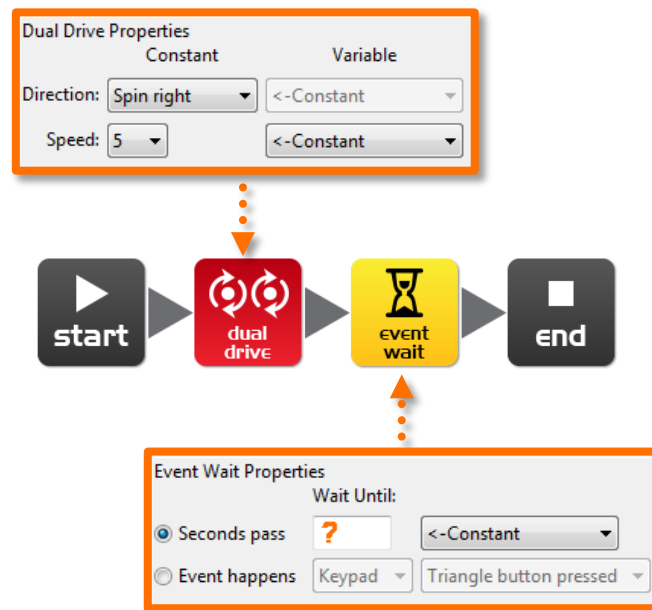 Dual Drive Properties
Constant Variable
Direction: Spin right <-Constant
Speed: 5 <-Constant
start
dual
drive
event
wait
end
Event Wait Properties
Wait Until:
Seconds pass ? <-Constant
Event happens Keypad Triangle button pressed